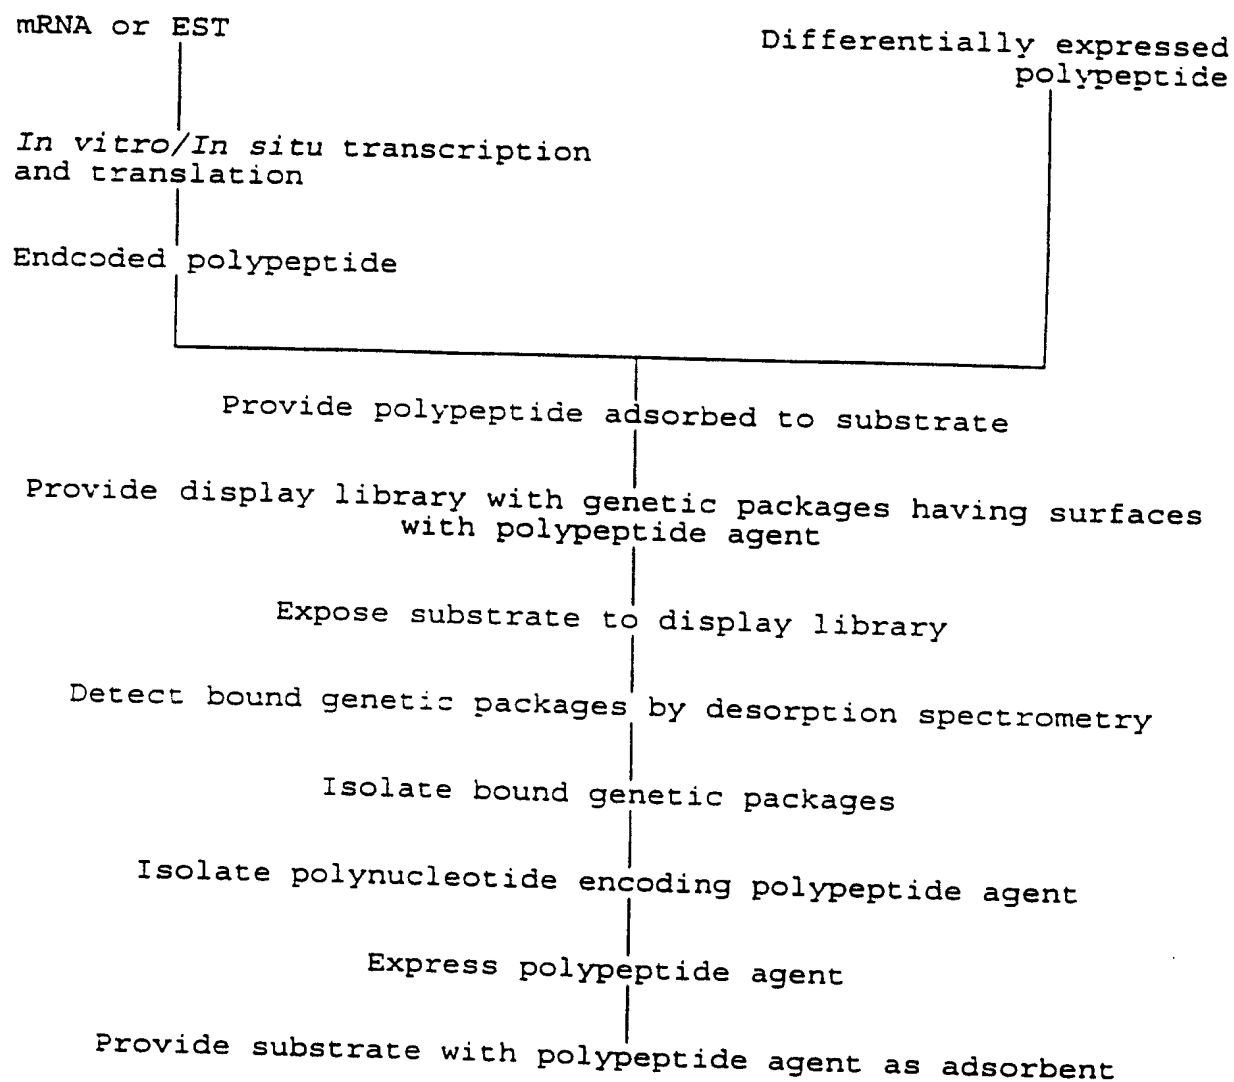 mRNA or EST
Differentially expressed
polypeptide
In vitro/In situ transcription
and translation
Endcoded polypeptide
Provide polypeptide adsorbed to substrate
Provide display library with genetic packages having surfaces
with polypeptide agent
Expose substrate to display library
Detect bound genetic packages by desorption spectrometry
Isolate bound genetic packages
Isolate polynucleotide encoding polypeptide agent
Express polypeptide agent
Provide substrate with polypeptide agent as adsorbent